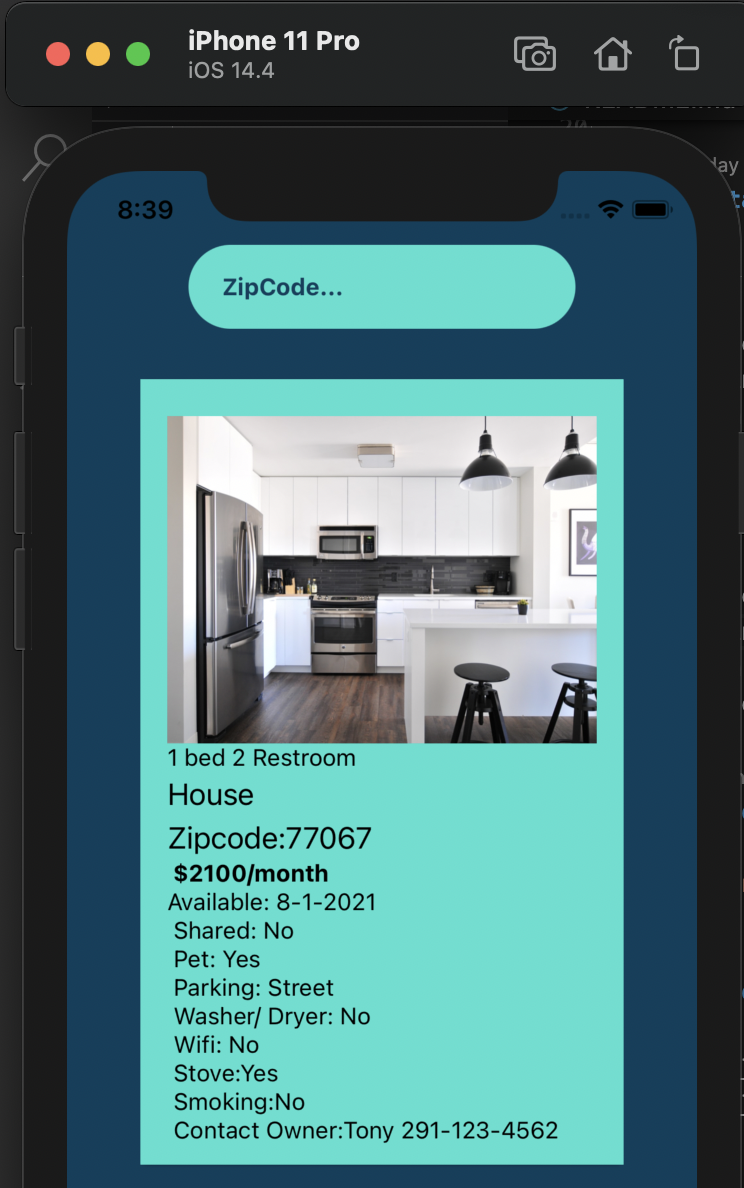 iPhone 11 Pro
iOS 14.4
day
8:39
ZipCode...
1 bed 2 Restroom
House
Zipcode:77067
$2100/month
Available: 8-1-2021
Shared: No
Pet: Yes
Parking: Street
Washer/ Dryer: No
Wifi: No
Stove:Yes
Smoking:No
Contact Owner:Tony 291-123-4562